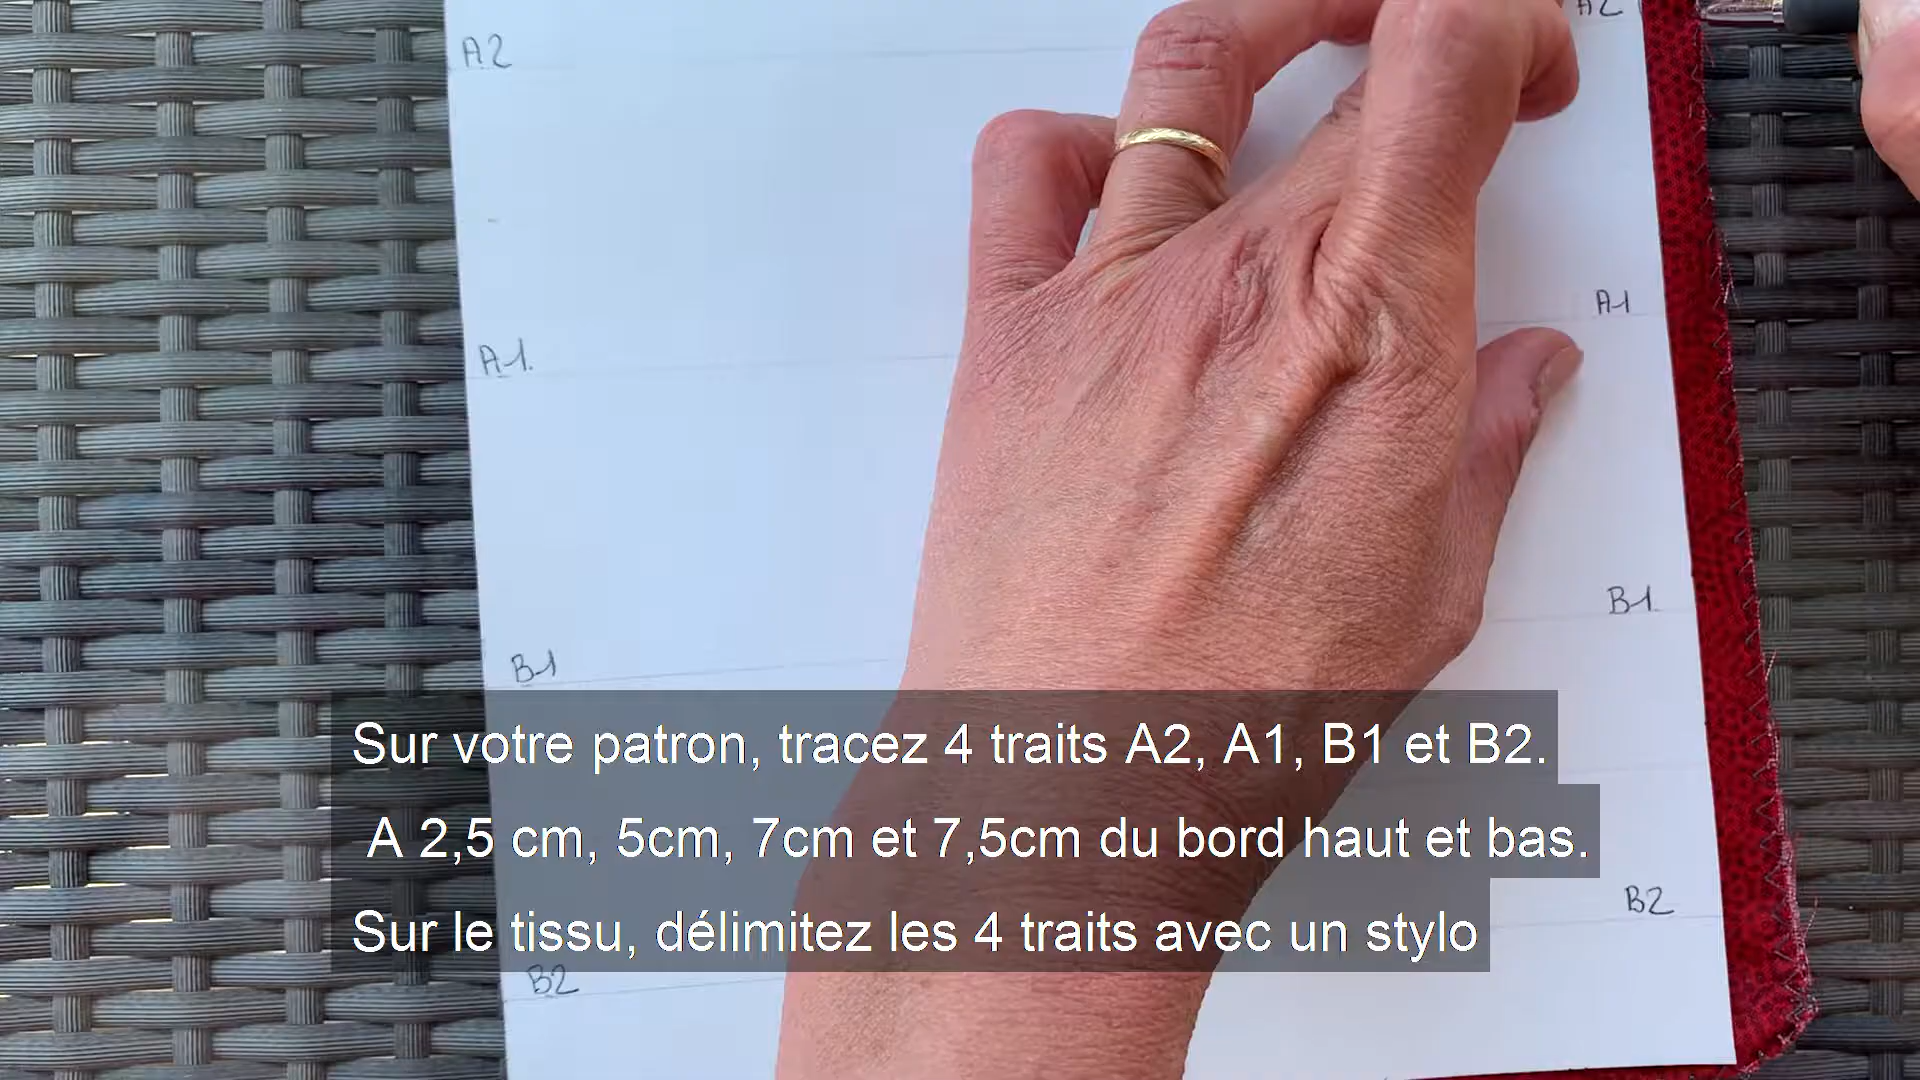 A2 A2
A1. A1
B1 B1.
Sur votre patron, tracez 4 traits A2, A1, B1 et B2.
A 2,5 cm, 5cm, 7cm et 7,5cm du bord haut et bas.
Sur le tissu, délimitez les 4 traits avec un stylo
B2 B2